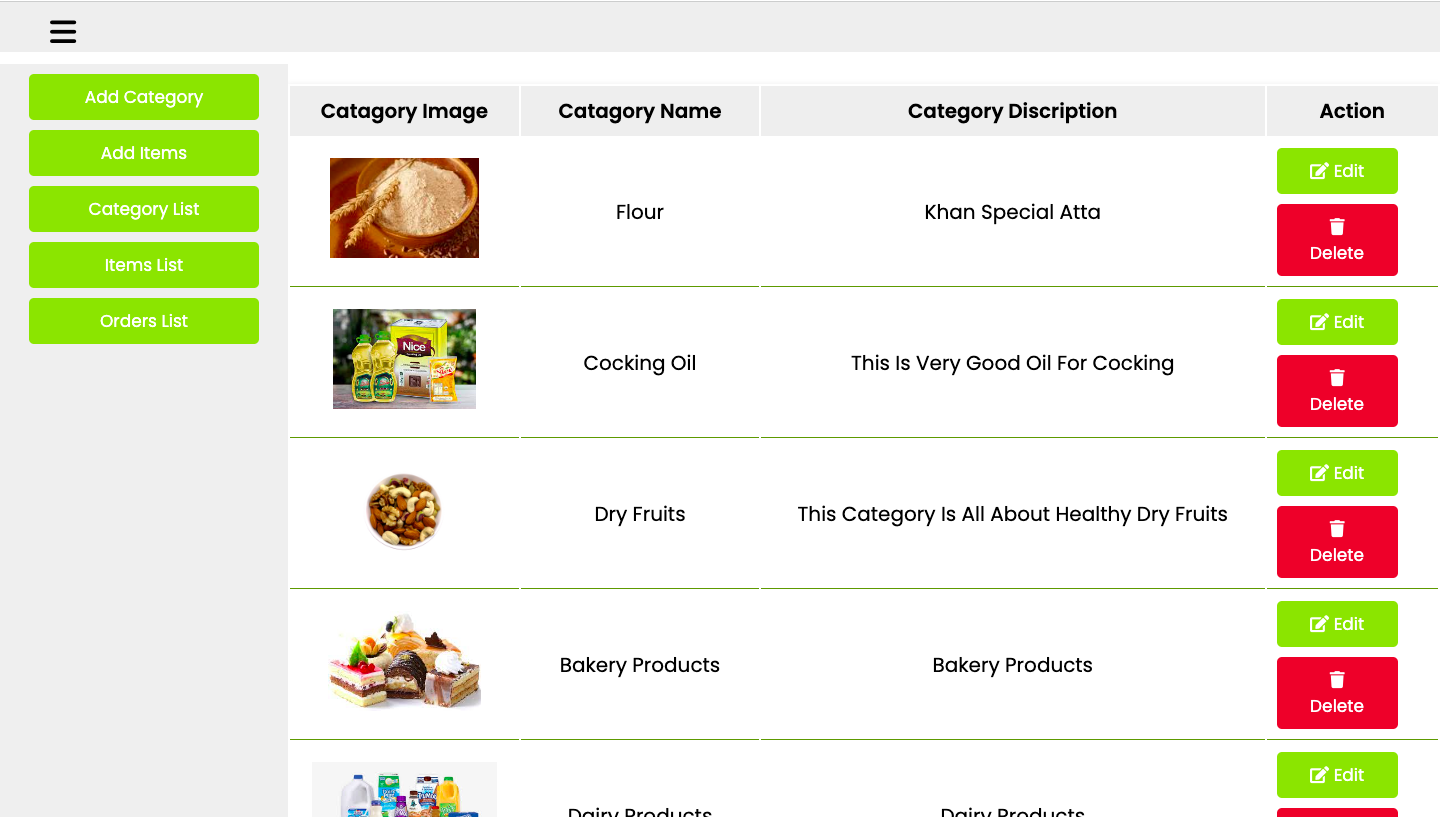 Add Category
Add Items
Category List
Items List
Orders List
Catagory Image Catagory Name Category Discription Action
Flour Khan Special Atta
Edit
Delete
Nice
Cocking Oil This Is Very Good Oil For Cocking
Edit
Delete
Dry Fruits This Category Is All About Healthy Dry Fruits
Edit
Delete
Bakery Products Bakery Products
Edit
Delete
Dairy Products Dairy Products
Edit